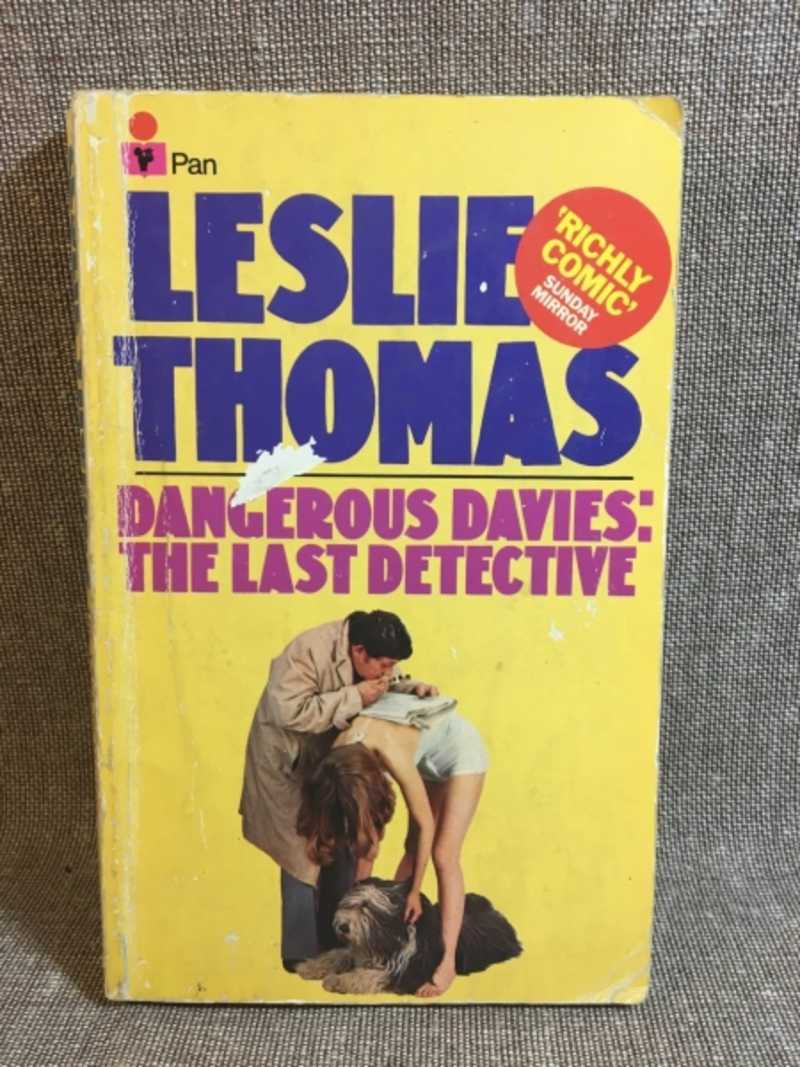 Pan
LESLIE
THOMAS
'RICHLY
COMIC'
SUNDAY
MIRROR
DANGEROUS DAVIES:
THE LAST DETECTIVE